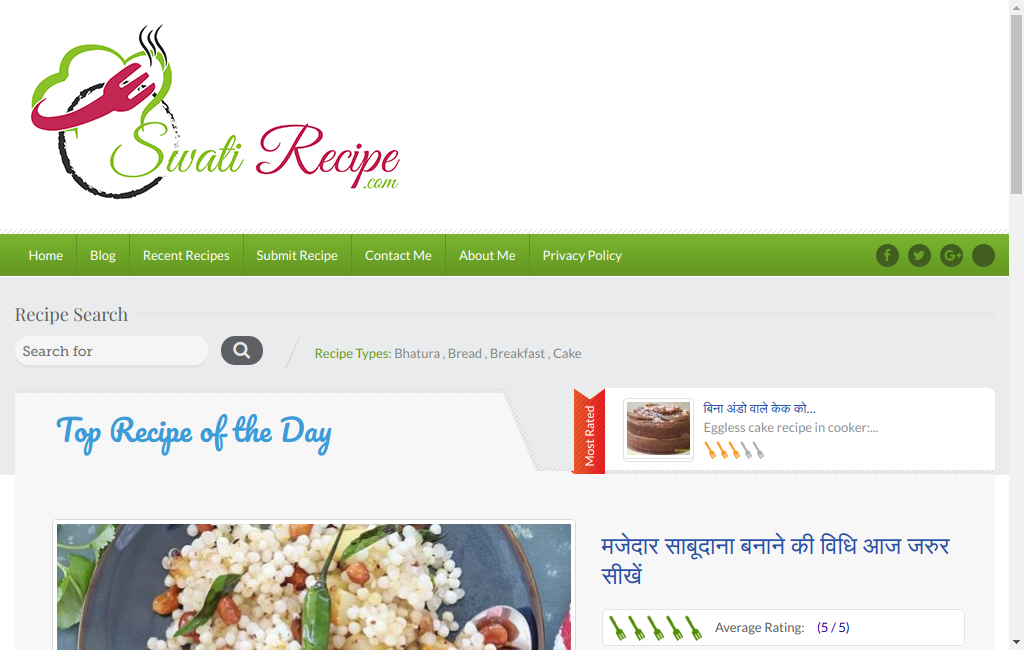 Swati Recipe
.com
Home Blog Recent Recipes Submit Recipe Contact Me About Me Privacy Policy
Recipe Search
Search for
Recipe Types: Bhatura , Bread , Breakfast , Cake
Top Recipe of the Day
Most Rated
बिना अंडो वाले केक को...
Eggless cake recipe in cooker:...
मजेदार साबूदाना बनाने की विधि आज जरुर
सीखें
Average Rating: (5 / 5)